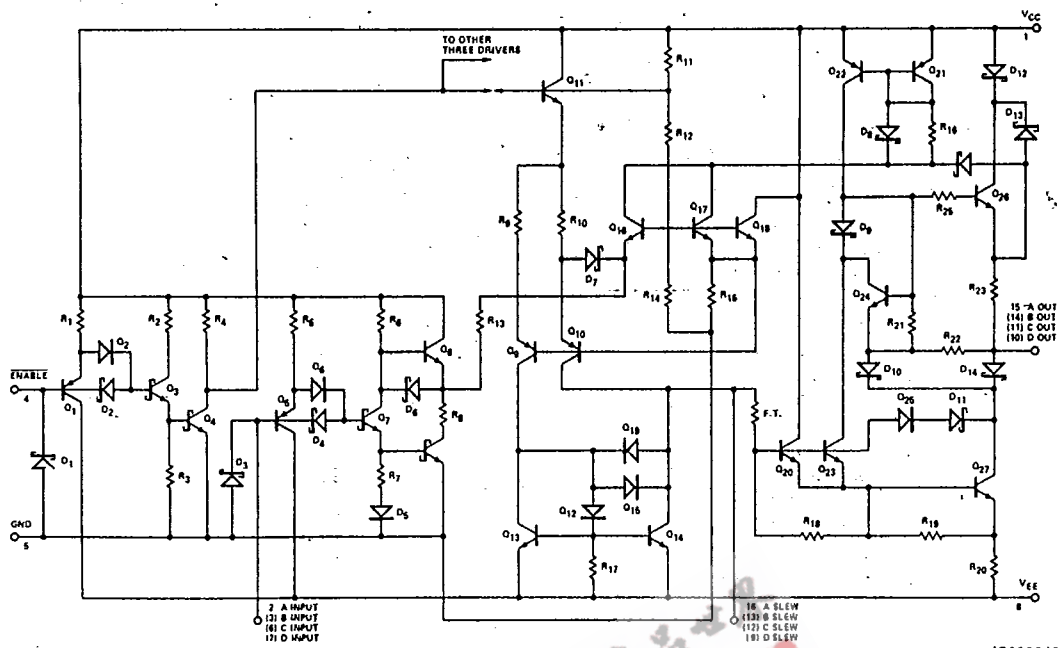 TO OTHER
THREE DRIVERS
VCC
1
Q11
R11
R12
Q22
Q21
D12
D13
D8
R16
R9
R10
Q16
Q17
Q18
R25
Q26
D7
R14
R15
D9
Q24
R21
R22
R23
15 A OUT
(14) B OUT
(11) C OUT
(10) D OUT
R1
Q2
R2
R4
R5
R6
Q8
R13
Q9
Q10
D10
D14
ENABLE
4
Q1
D2
Q3
Q4
Q5
Q6
D4
Q7
D6
R8
F.T.
Q25
D11
D1
R3
D3
R7
D5
Q19
Q15
Q12
Q20
Q23
Q27
GND
5
Q13
Q14
R17
R18
R19
R20
VEE
8
2 A INPUT
(3) B INPUT
(6) C INPUT
(7) D INPUT
16 A SLEW
(13) B SLEW
(12) C SLEW
(9) D SLEW